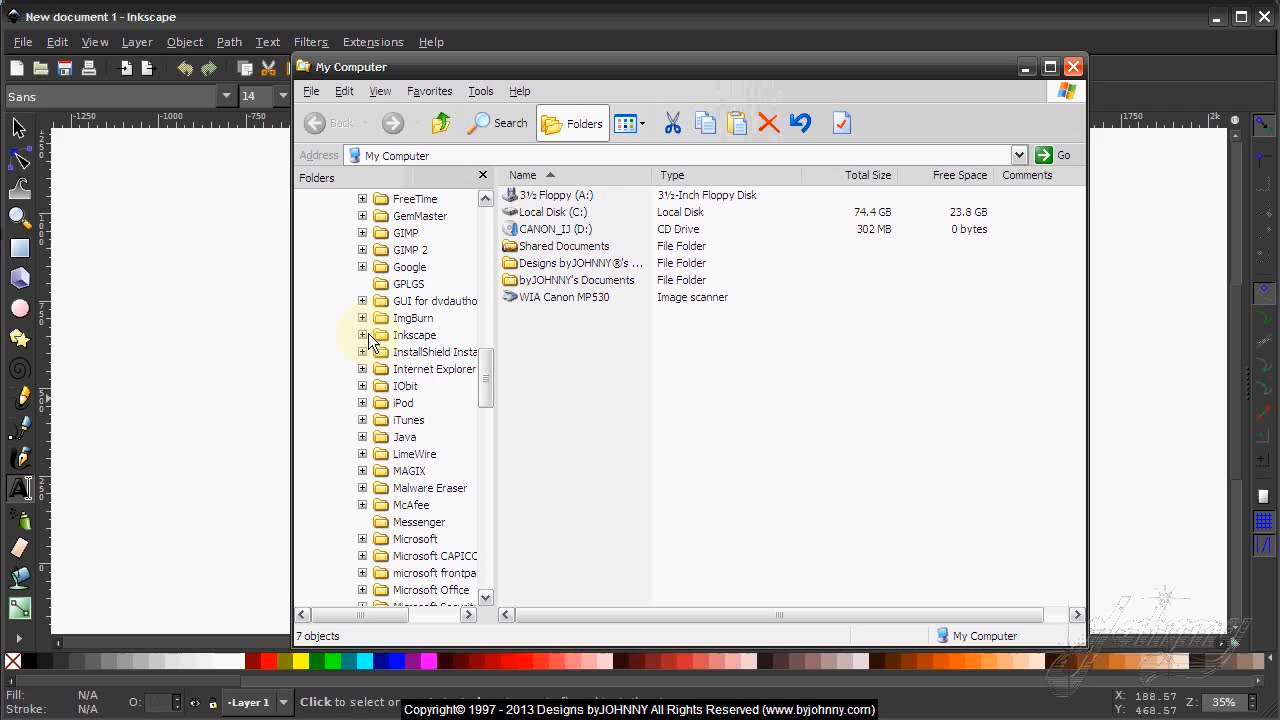 New document 1 - Inkscape
File Edit View Layer Object Path Text Filters Extensions Help
My Computer
Sans 14
File Edit View Favorites Tools Help
-1250 -1000 -750 1750 2k
Back Search Folders
Address My Computer Go
Folders Name Type Total Size Free Space Comments
FreeTime
GemMaster
GIMP
GIMP 2
Google
GPLGS
GUI for dvdautho
ImgBurn
Inkscape
InstallShield Insta
Internet Explorer
IObit
iPod
iTunes
Java
LimeWire
MAGIX
Malware Eraser
McAfee
Messenger
Microsoft
Microsoft CAPICO
microsoft frontpa
Microsoft Office
3½ Floppy (A:) 3½-Inch Floppy Disk
Local Disk (C:) Local Disk 74.4 GB 23.8 GB
CANON_IJ (D:) CD Drive 302 MB 0 bytes
Shared Documents File Folder
Designs byJOHNNY®'s ... File Folder
byJOHNNY's Documents File Folder
WIA Canon MP530 Image scanner
7 objects My Computer
Fill: N/A
Stroke: N/A
O:
Layer 1
Click to select or
X: 188.57
Y: 468.57
Z: 35%
Copyright© 1997 - 2013 Designs byJOHNNY All Rights Reserved (www.byjohnny.com)